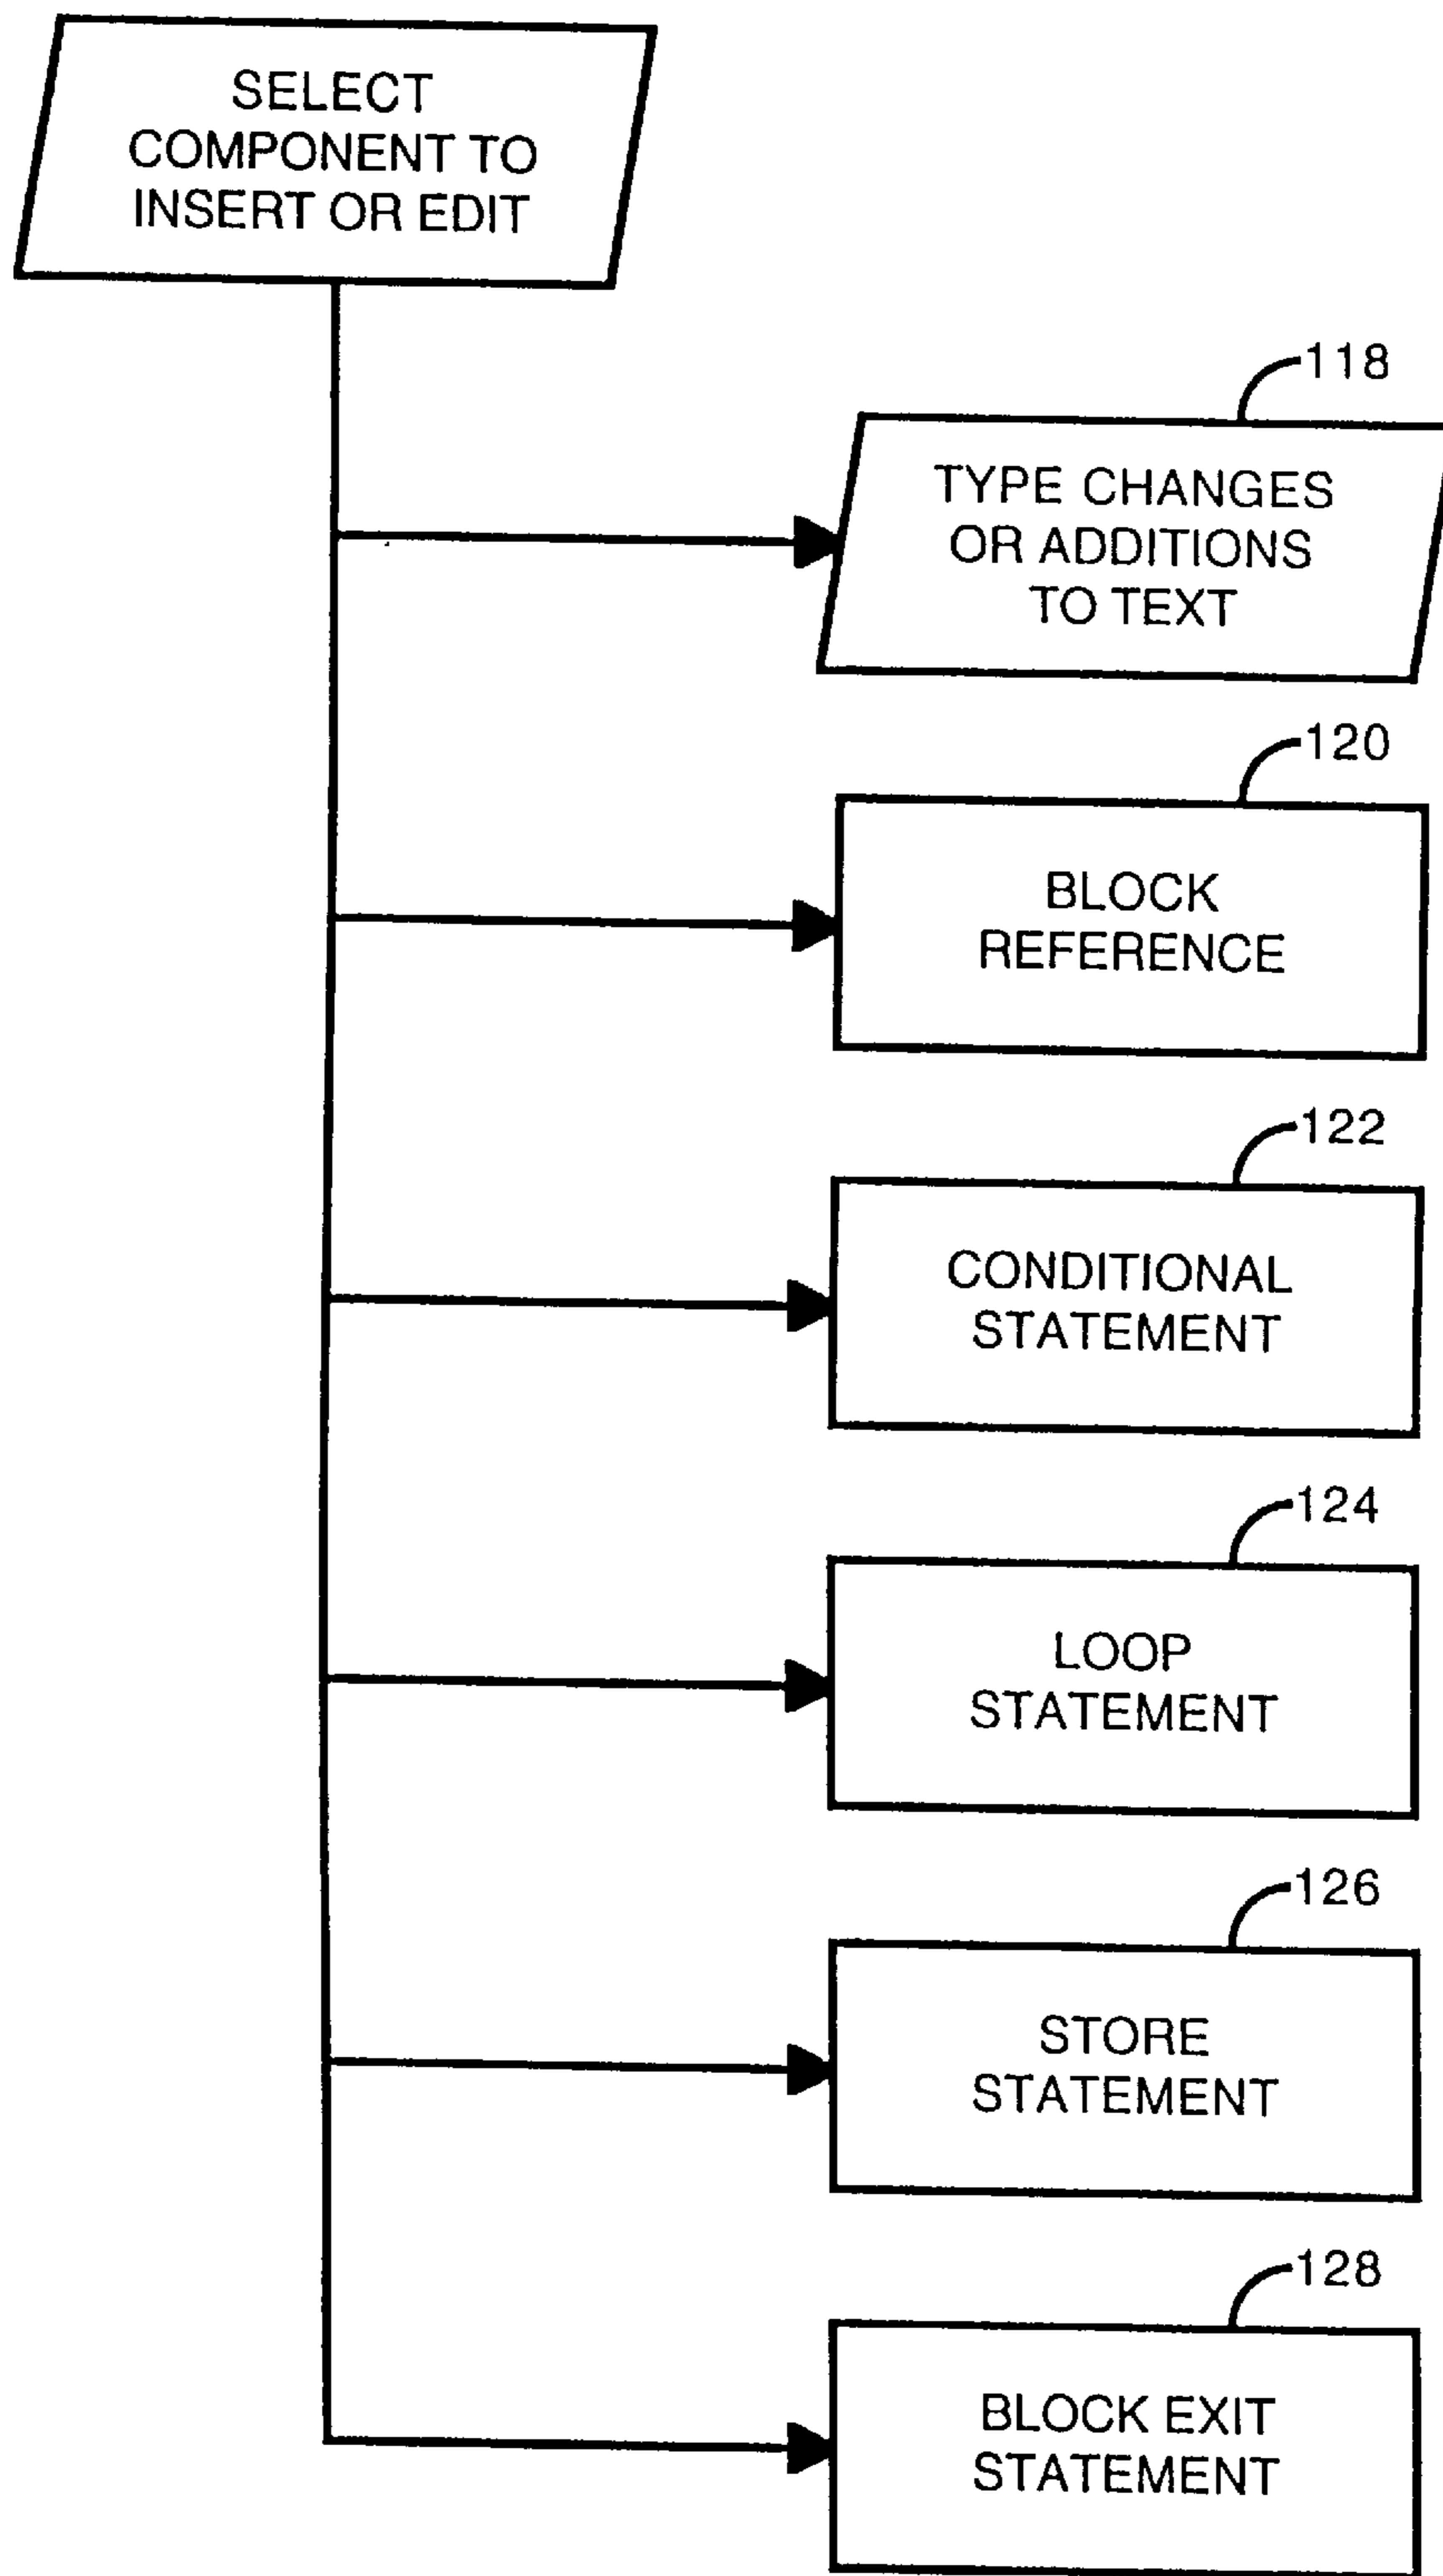 SELECT
COMPONENT TO
INSERT OR EDIT
118
TYPE CHANGES
OR ADDITIONS
TO TEXT
120
BLOCK
REFERENCE
122
CONDITIONAL
STATEMENT
124
LOOP
STATEMENT
126
STORE
STATEMENT
128
BLOCK EXIT
STATEMENT